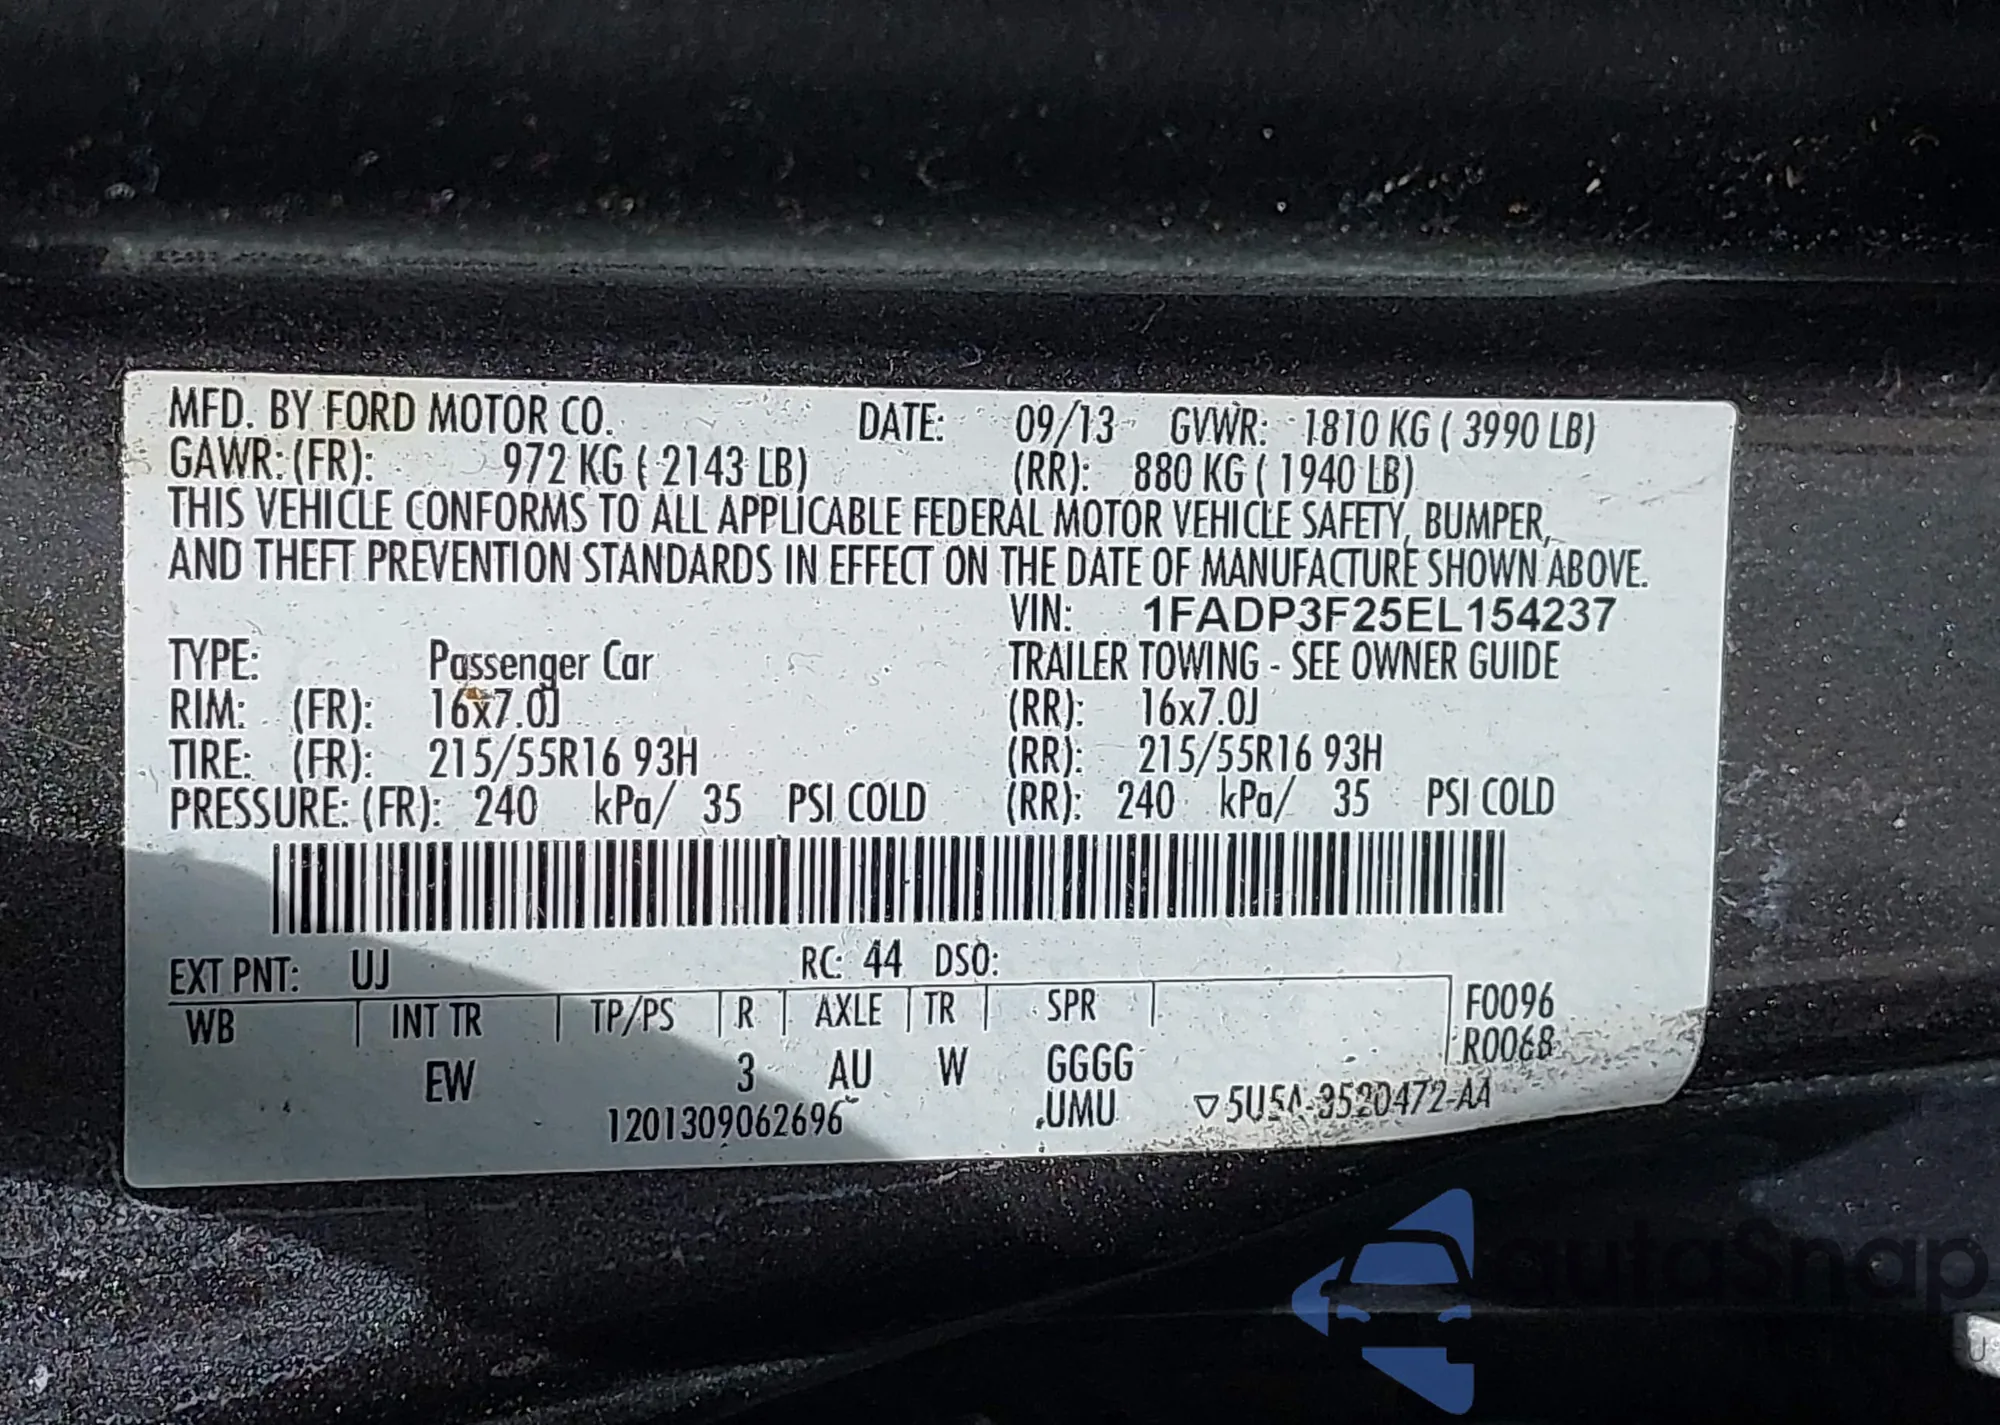 MFD. BY FORD MOTOR CO. DATE: 09/13 GVWR: 1810 KG ( 3990 LB)
GAWR: (FR): 972 KG ( 2143 LB) (RR): 880 KG ( 1940 LB)
THIS VEHICLE CONFORMS TO ALL APPLICABLE FEDERAL MOTOR VEHICLE SAFETY, BUMPER,
AND THEFT PREVENTION STANDARDS IN EFFECT ON THE DATE OF MANUFACTURE SHOWN ABOVE.
VIN: 1FADP3F25EL154237
TYPE: Passenger Car TRAILER TOWING - SEE OWNER GUIDE
RIM: (FR): 16x7.0J (RR): 16x7.0J
TIRE: (FR): 215/55R16 93H (RR): 215/55R16 93H
PRESSURE: (FR): 240 kPa/ 35 PSI COLD (RR): 240 kPa/ 35 PSI COLD
EXT PNT: UJ RC: 44 DSO:
WB INT TR TP/PS R AXLE TR SPR F0096
R0068
EW 3 AU W GGGG
1201309062696 UMU ▽5U5A-3520472-AA
autoSnap